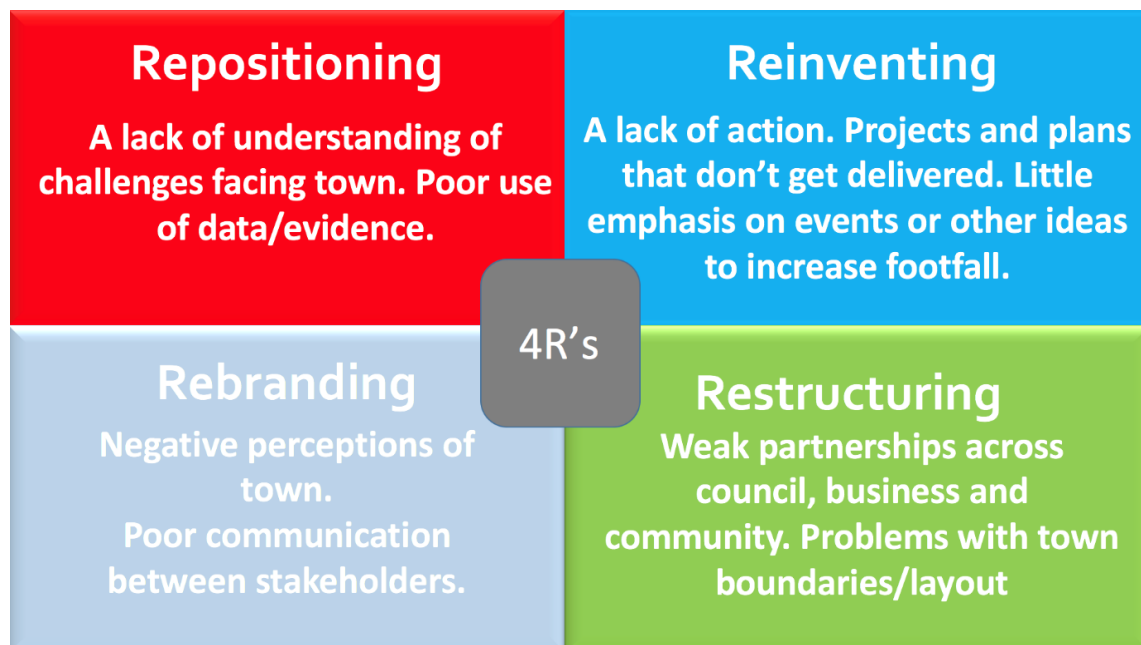 Repositioning
A lack of understanding of
challenges facing town. Poor use
of data/evidence.
Reinventing
A lack of action. Projects and plans
that don’t get delivered. Little
emphasis on events or other ideas
to increase footfall.
4R’s
Rebranding
Negative perceptions of
town.
Poor communication
between stakeholders.
Restructuring
Weak partnerships across
council, business and
community. Problems with town
boundaries/layout